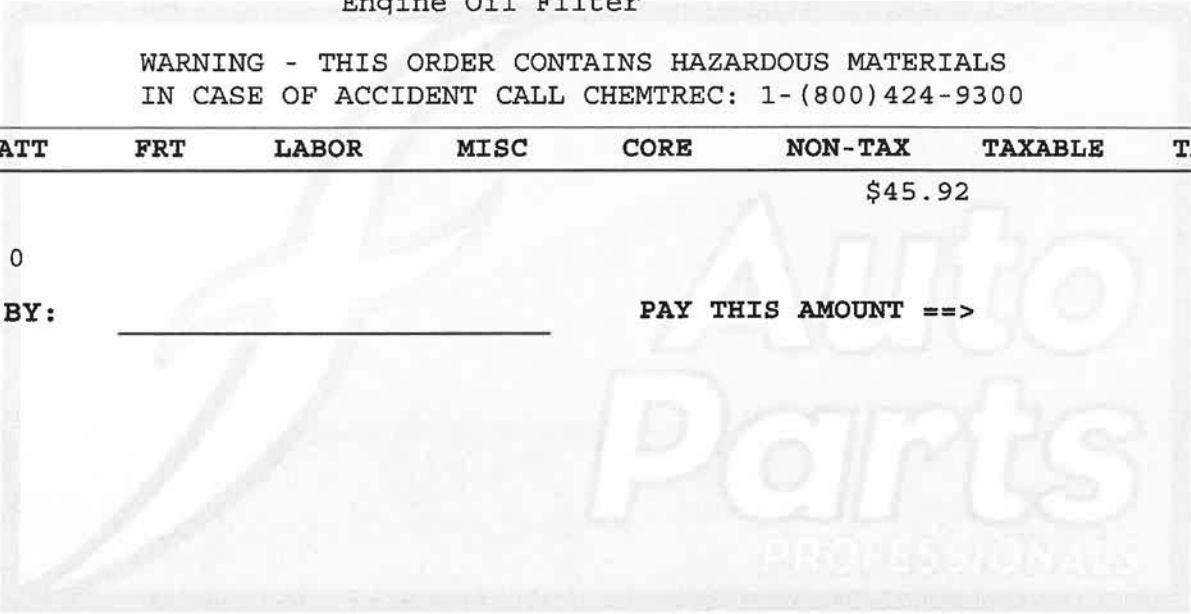 Engine Oil Filter
WARNING - THIS ORDER CONTAINS HAZARDOUS MATERIALS
IN CASE OF ACCIDENT CALL CHEMTREC: 1-(800)424-9300
ATT FRT LABOR MISC CORE NON-TAX TAXABLE T
$45.92
0
BY: PAY THIS AMOUNT ==>
Auto
Parts
PROFESSIONALS